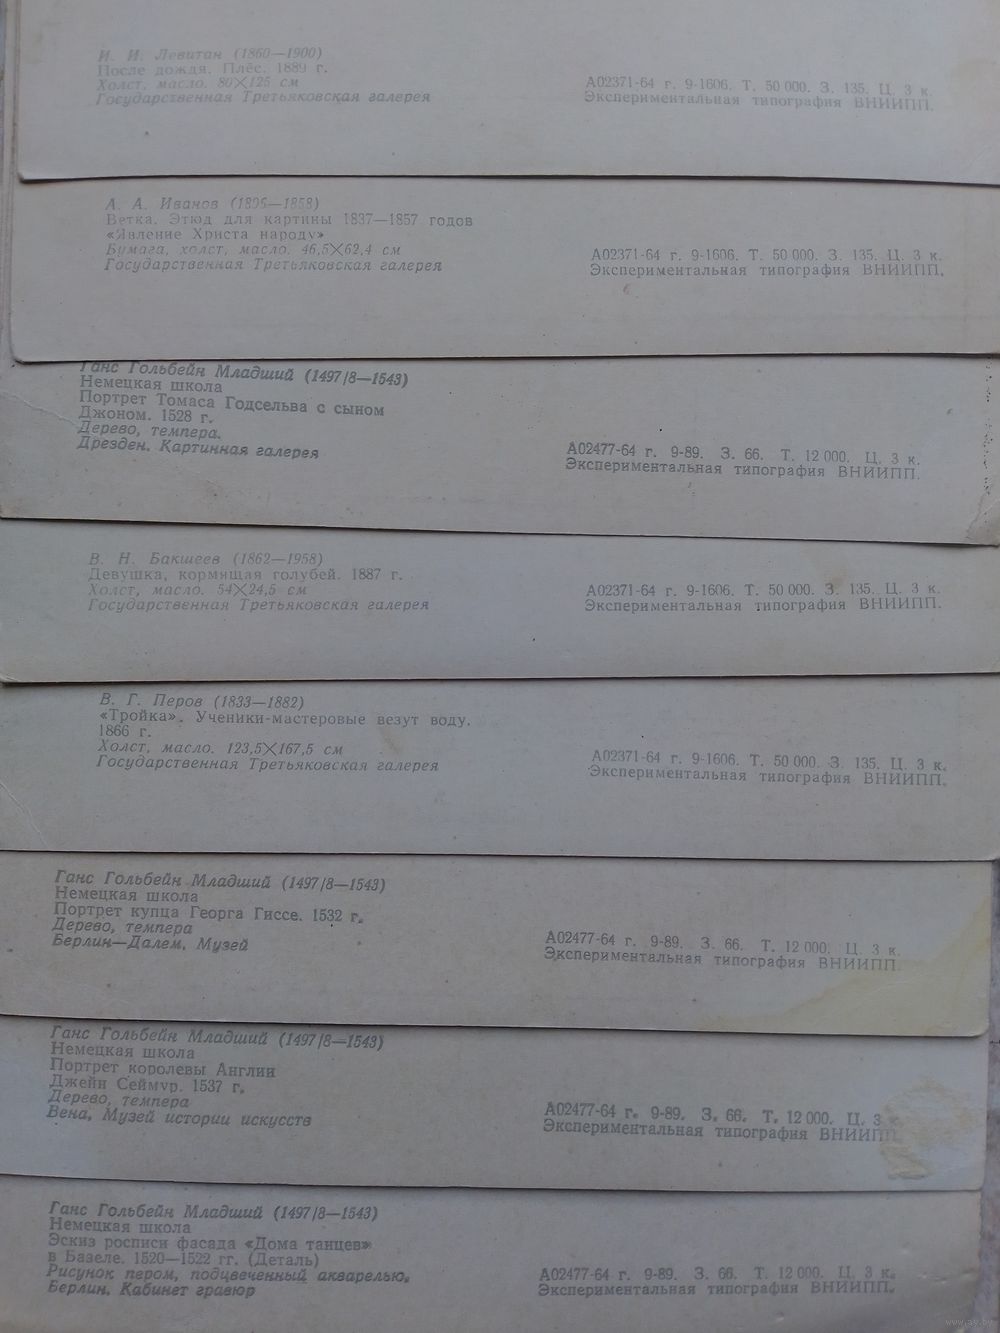 И. И. Левитан (1860—1900)
После дождя. Плёс. 1889 г.
Холст, масло. 80×125 см
Государственная Третьяковская галерея
А02371-64 г. 9-1606. Т. 50 000. З. 135. Ц. 3 к.
Экспериментальная типография ВНИИПП.
А. А. Иванов (1806—1858)
Ветка. Этюд для картины 1837—1857 годов
«Явление Христа народу»
Бумага, холст, масло. 46,5×62,4 см
Государственная Третьяковская галерея
А02371-64 г. 9-1606. Т. 50 000. З. 135. Ц. 3 к.
Экспериментальная типография ВНИИПП.
Ганс Гольбейн Младший (1497/8—1543)
Немецкая школа
Портрет Томаса Годсельва с сыном
Джоном. 1528 г.
Дерево, темпера.
Дрезден. Картинная галерея
А02477-64 г. 9-89. З. 66. Т. 12 000. Ц. 3 к.
Экспериментальная типография ВНИИПП.
В. Н. Бакшеев (1862—1958)
Девушка, кормящая голубей. 1887 г.
Холст, масло. 54×24,5 см
Государственная Третьяковская галерея
А02371-64 г. 9-1606. Т. 50 000. З. 135. Ц. 3 к.
Экспериментальная типография ВНИИПП.
В. Г. Перов (1833—1882)
«Тройка». Ученики-мастеровые везут воду.
1866 г.
Холст, масло. 123,5×167,5 см
Государственная Третьяковская галерея
А02371-64 г. 9-1606. Т. 50 000. З. 135. Ц. 3 к.
Экспериментальная типография ВНИИПП.
Ганс Гольбейн Младший (1497/8—1543)
Немецкая школа
Портрет купца Георга Гиссе. 1532 г.
Дерево, темпера
Берлин—Далем. Музей
А02477-64 г. 9-89. З. 66. Т. 12 000. Ц. 3 к.
Экспериментальная типография ВНИИПП.
Ганс Гольбейн Младший (1497/8—1543)
Немецкая школа
Портрет королевы Англии
Джейн Сеймур. 1537 г.
Дерево, темпера
Вена. Музей истории искусств
А02477-64 г. 9-89. З. 66. Т. 12 000. Ц. 3 к.
Экспериментальная типография ВНИИПП.
Ганс Гольбейн Младший (1497/8—1543)
Немецкая школа
Эскиз росписи фасада «Дома танцев»
в Базеле. 1520—1522 гг. (Деталь)
Рисунок пером, подцвеченный акварелью.
Берлин. Кабинет гравюр
А02477-64 г. 9-89. З. 66. Т. 12 000. Ц. 3 к.
Экспериментальная типография ВНИИПП.
www.ay.by